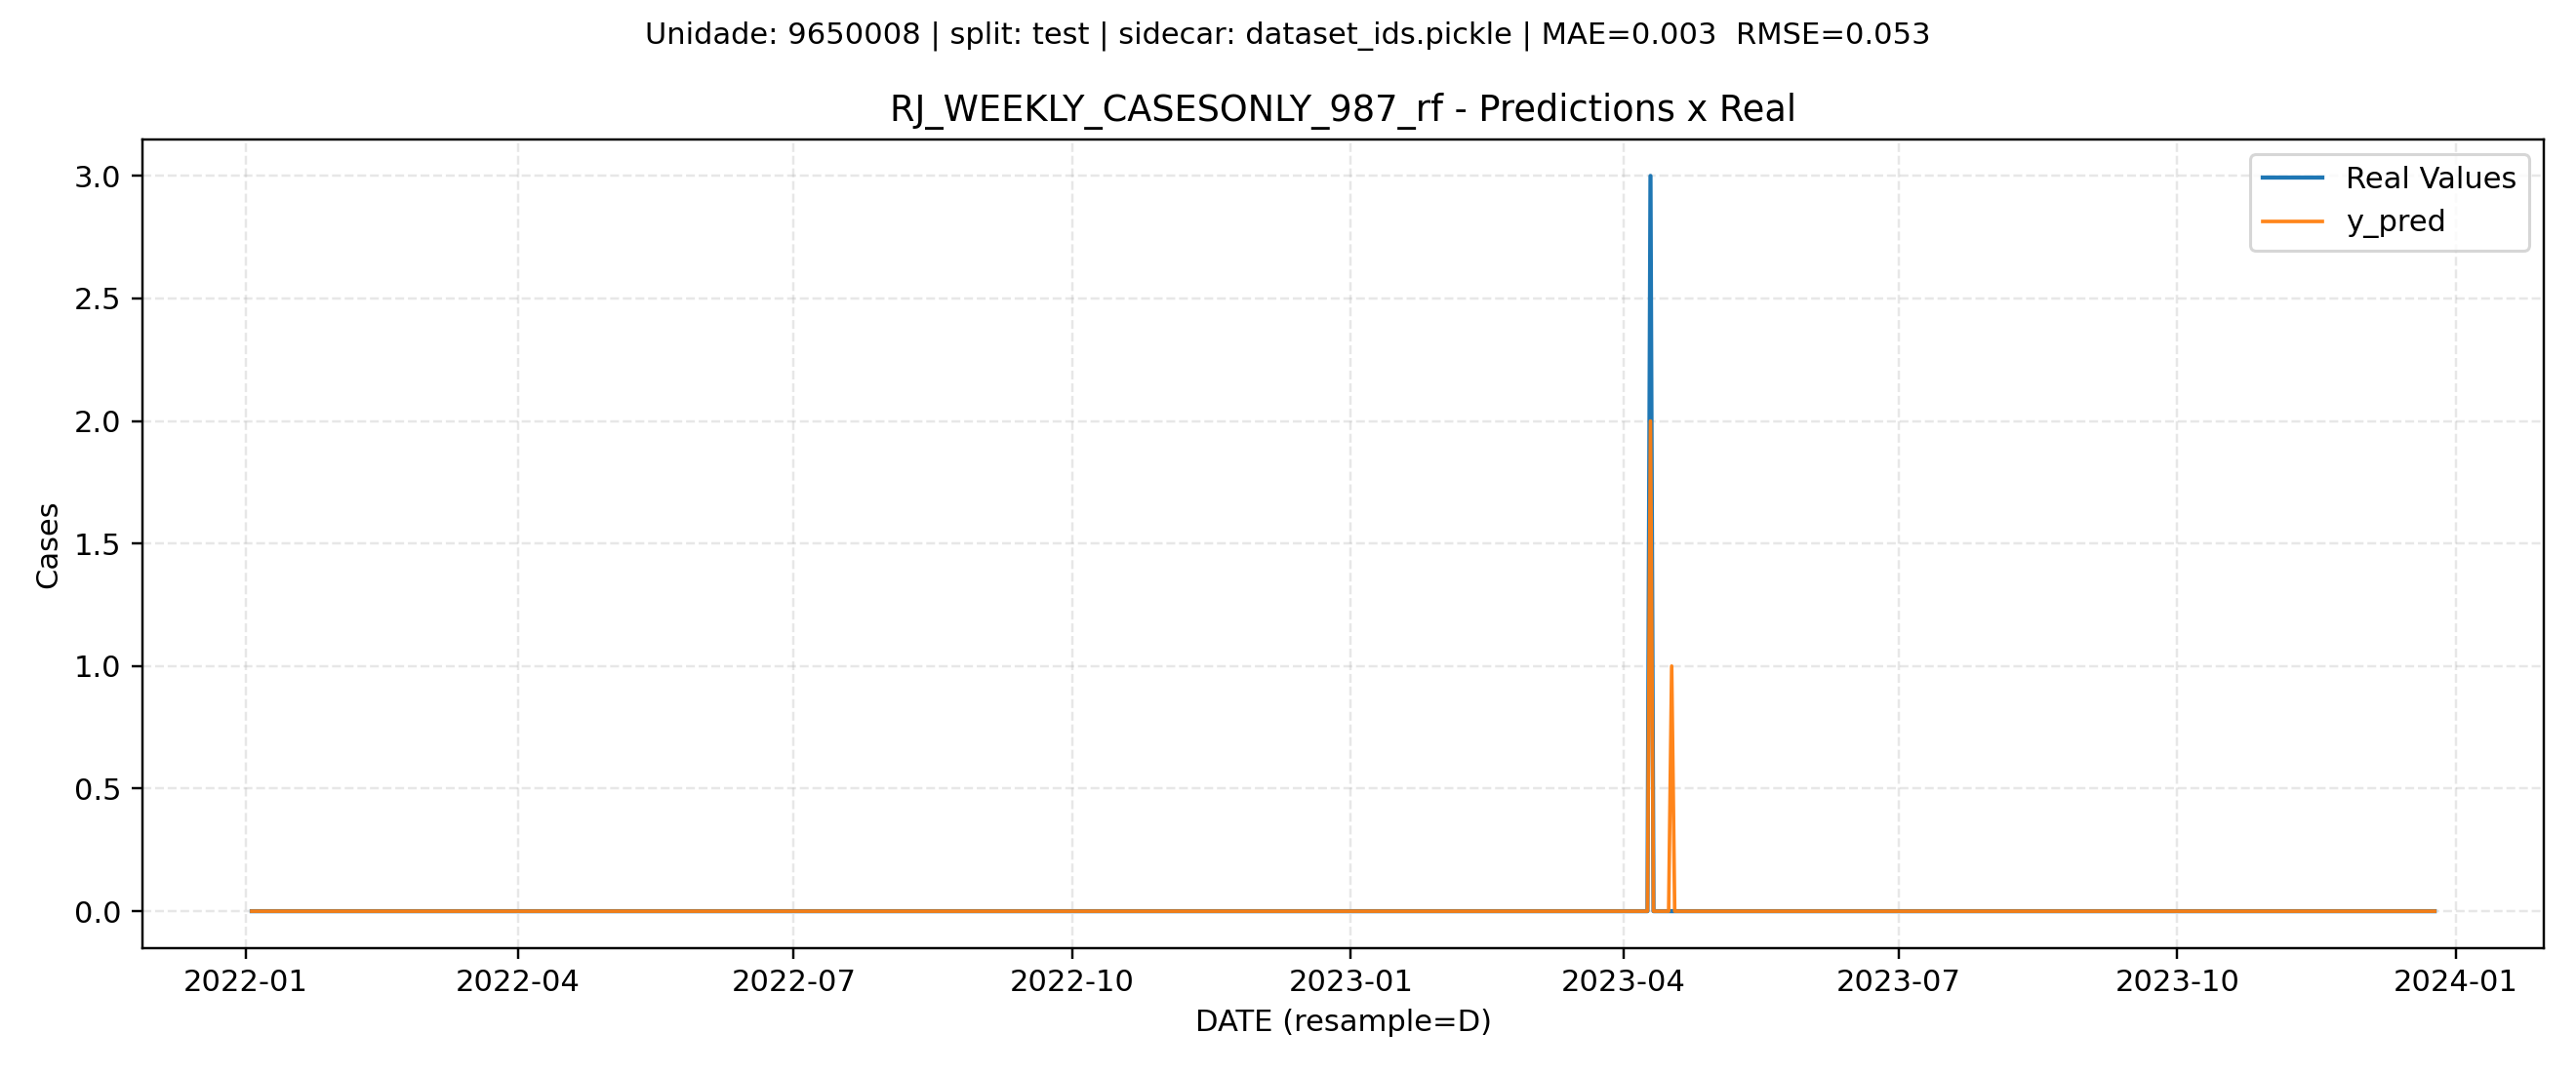 Unidade: 9650008 | split: test | sidecar: dataset_ids.pickle | MAE=0.003  RMSE=0.053
RJ_WEEKLY_CASESONLY_987_rf - Predictions x Real
Real Values
y_pred
Cases
3.0
2.5
2.0
1.5
1.0
0.5
0.0
2022-01 2022-04 2022-07 2022-10 2023-01 2023-04 2023-07 2023-10 2024-01
DATE (resample=D)